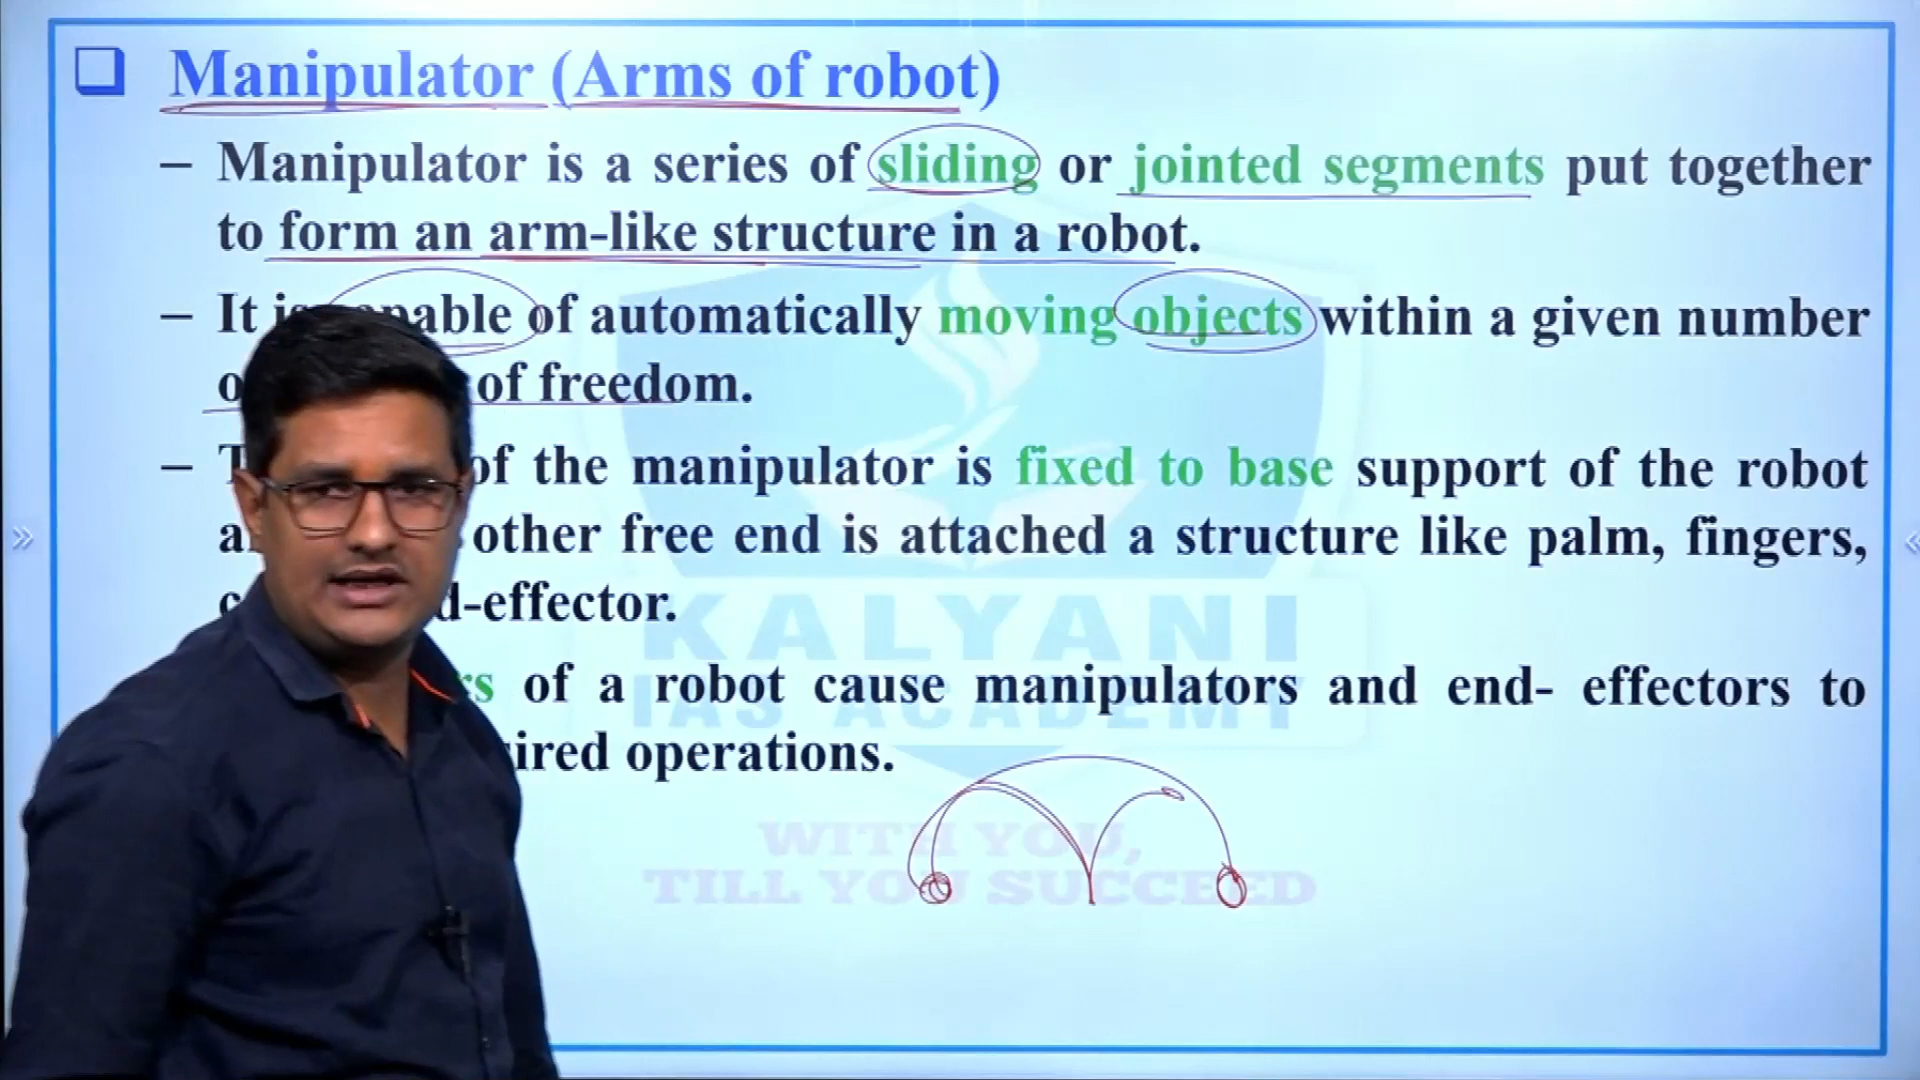 Manipulator (Arms of robot)
– Manipulator is a series of sliding or jointed segments put together
to form an arm-like structure in a robot.
– It is capable of automatically moving objects within a given number
of freedom.
– of the manipulator is fixed to base support of the robot
other free end is attached a structure like palm, fingers,
-effector.
of a robot cause manipulators and end- effectors to
operations.
KALYANI
IAS ACADEMY
WITH YOU,
TILL YOU SUCCEED